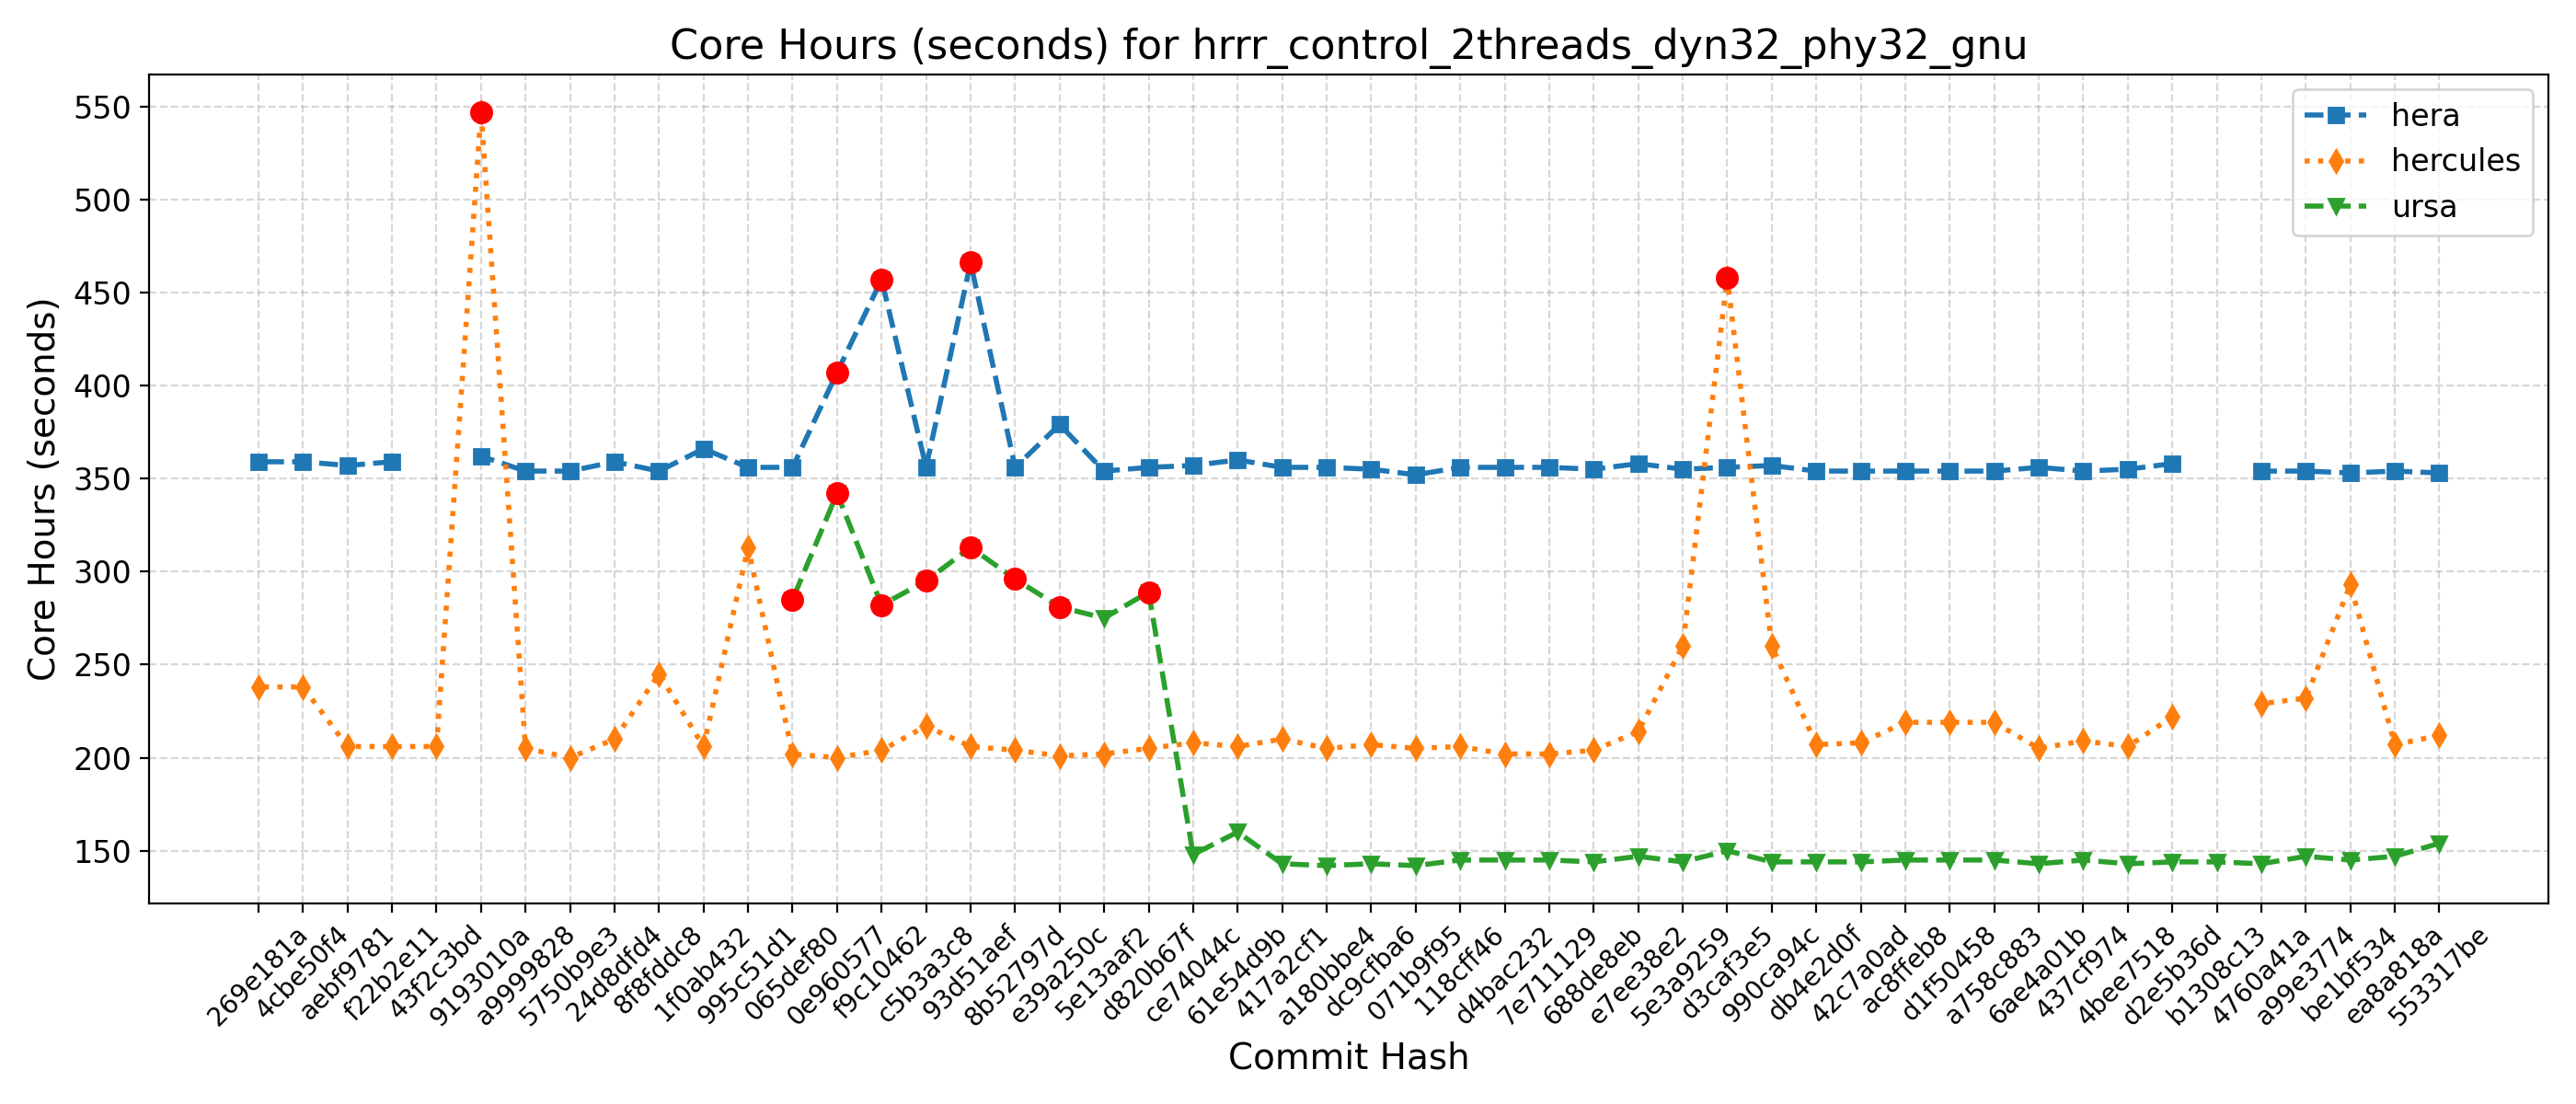 Core Hours (seconds) for hrrr_control_2threads_dyn32_phy32_gnu
Core Hours (seconds)
550
500
450
400
350
300
250
200
150
hera
hercules
ursa
269e181a
4cbe50f4
aebf9781
f22b2e11
43f2c3bd
9193010a
a9999828
5750b9e3
24d8dfd4
8f8fddc8
1f0ab432
995c51d1
065def80
0e960577
f9c10462
c5b3a3c8
93d51aef
8b52797d
e39a250c
5e13aaf2
d820b67f
ce74044c
61e54d9b
417a2cf1
a180bbe4
dc9cfba6
071b9f95
118cff46
d4bac232
7e711129
688de8eb
e7ee38e2
5e3a9259
d3caf3e5
990ca94c
db4e2d0f
42c7a0ad
ac8ffeb8
d1f50458
a758c883
6ae4a01b
437cf974
4bee7518
d2e5b36d
b1308c13
4760a41a
a99e3774
be1bf534
ea8a818a
553317be
Commit Hash